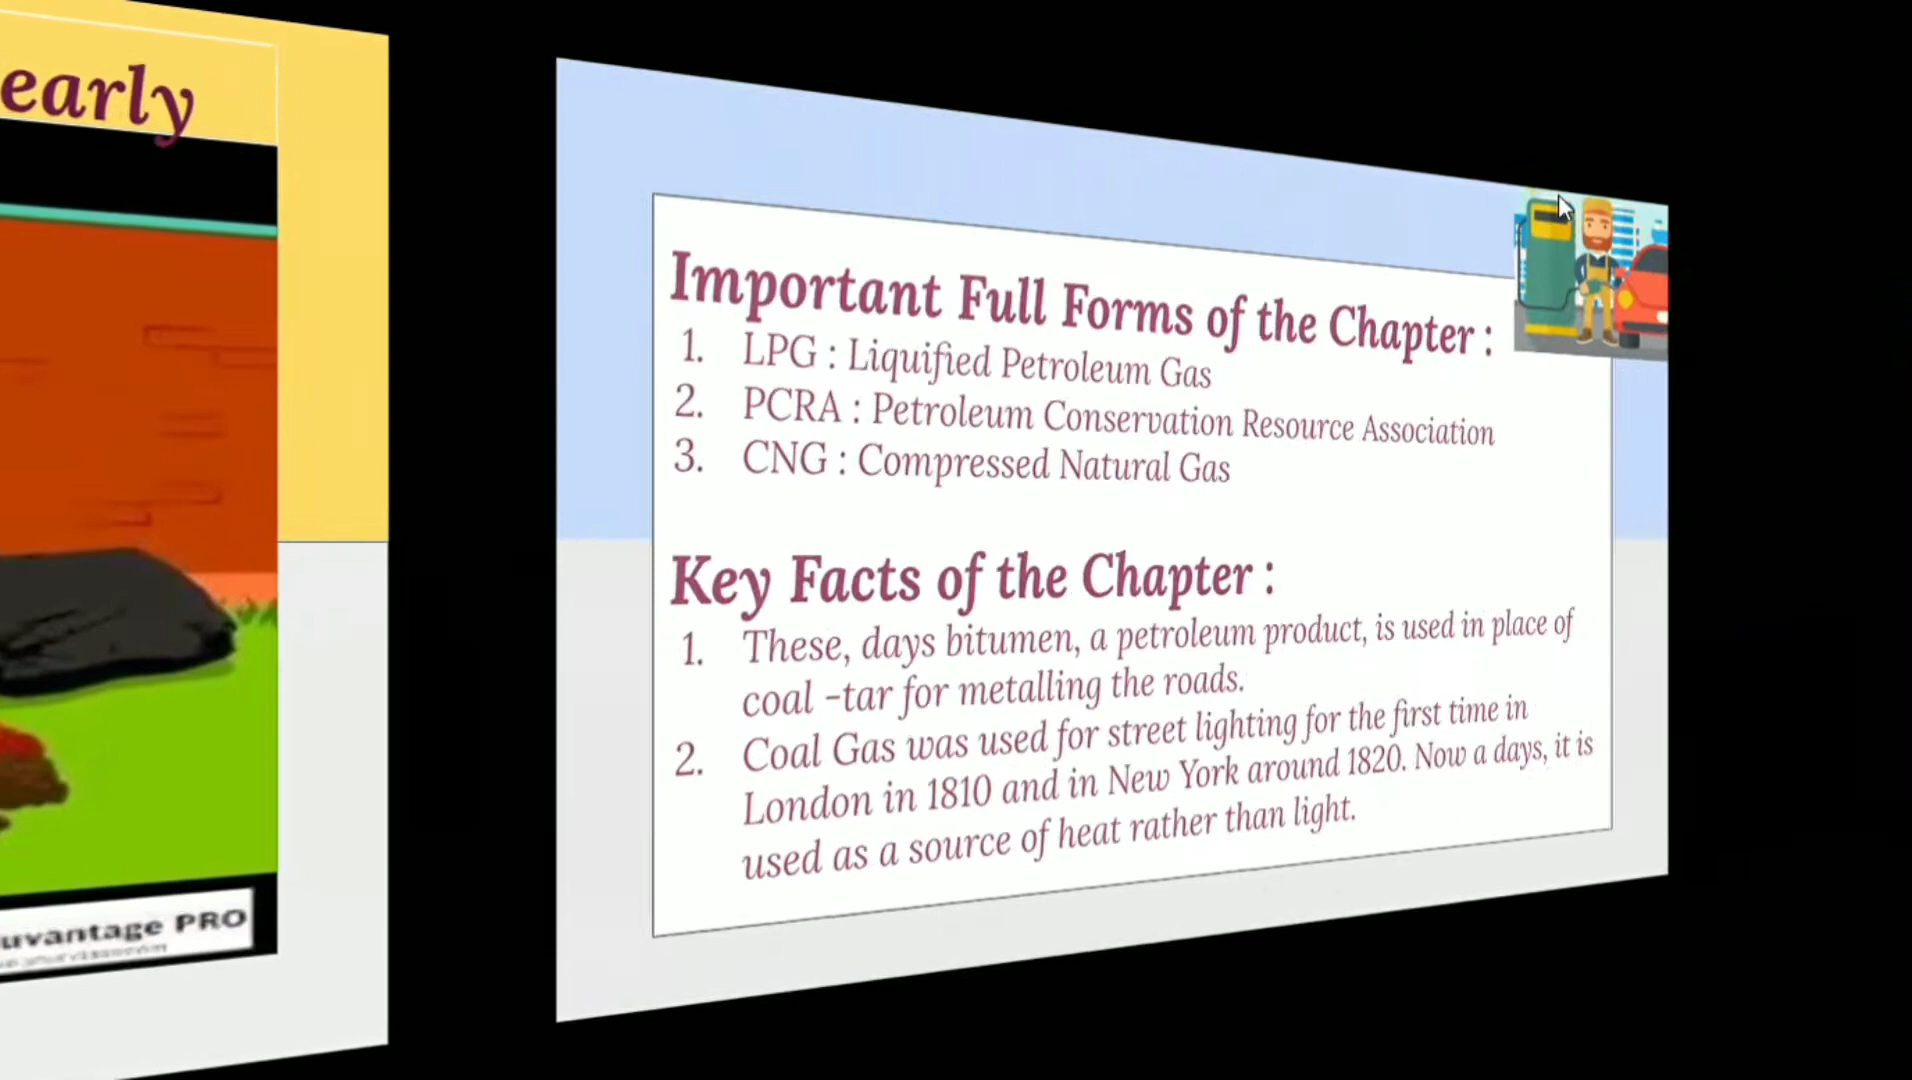 early
uvantage PRO
Important Full Forms of the Chapter :
1. LPG : Liquified Petroleum Gas
2. PCRA : Petroleum Conservation Resource Association
3. CNG : Compressed Natural Gas
Key Facts of the Chapter :
1. These, days bitumen, a petroleum product, is used in place of
coal -tar for metalling the roads.
2. Coal Gas was used for street lighting for the first time in
London in 1810 and in New York around 1820. Now a days, it is
used as a source of heat rather than light.